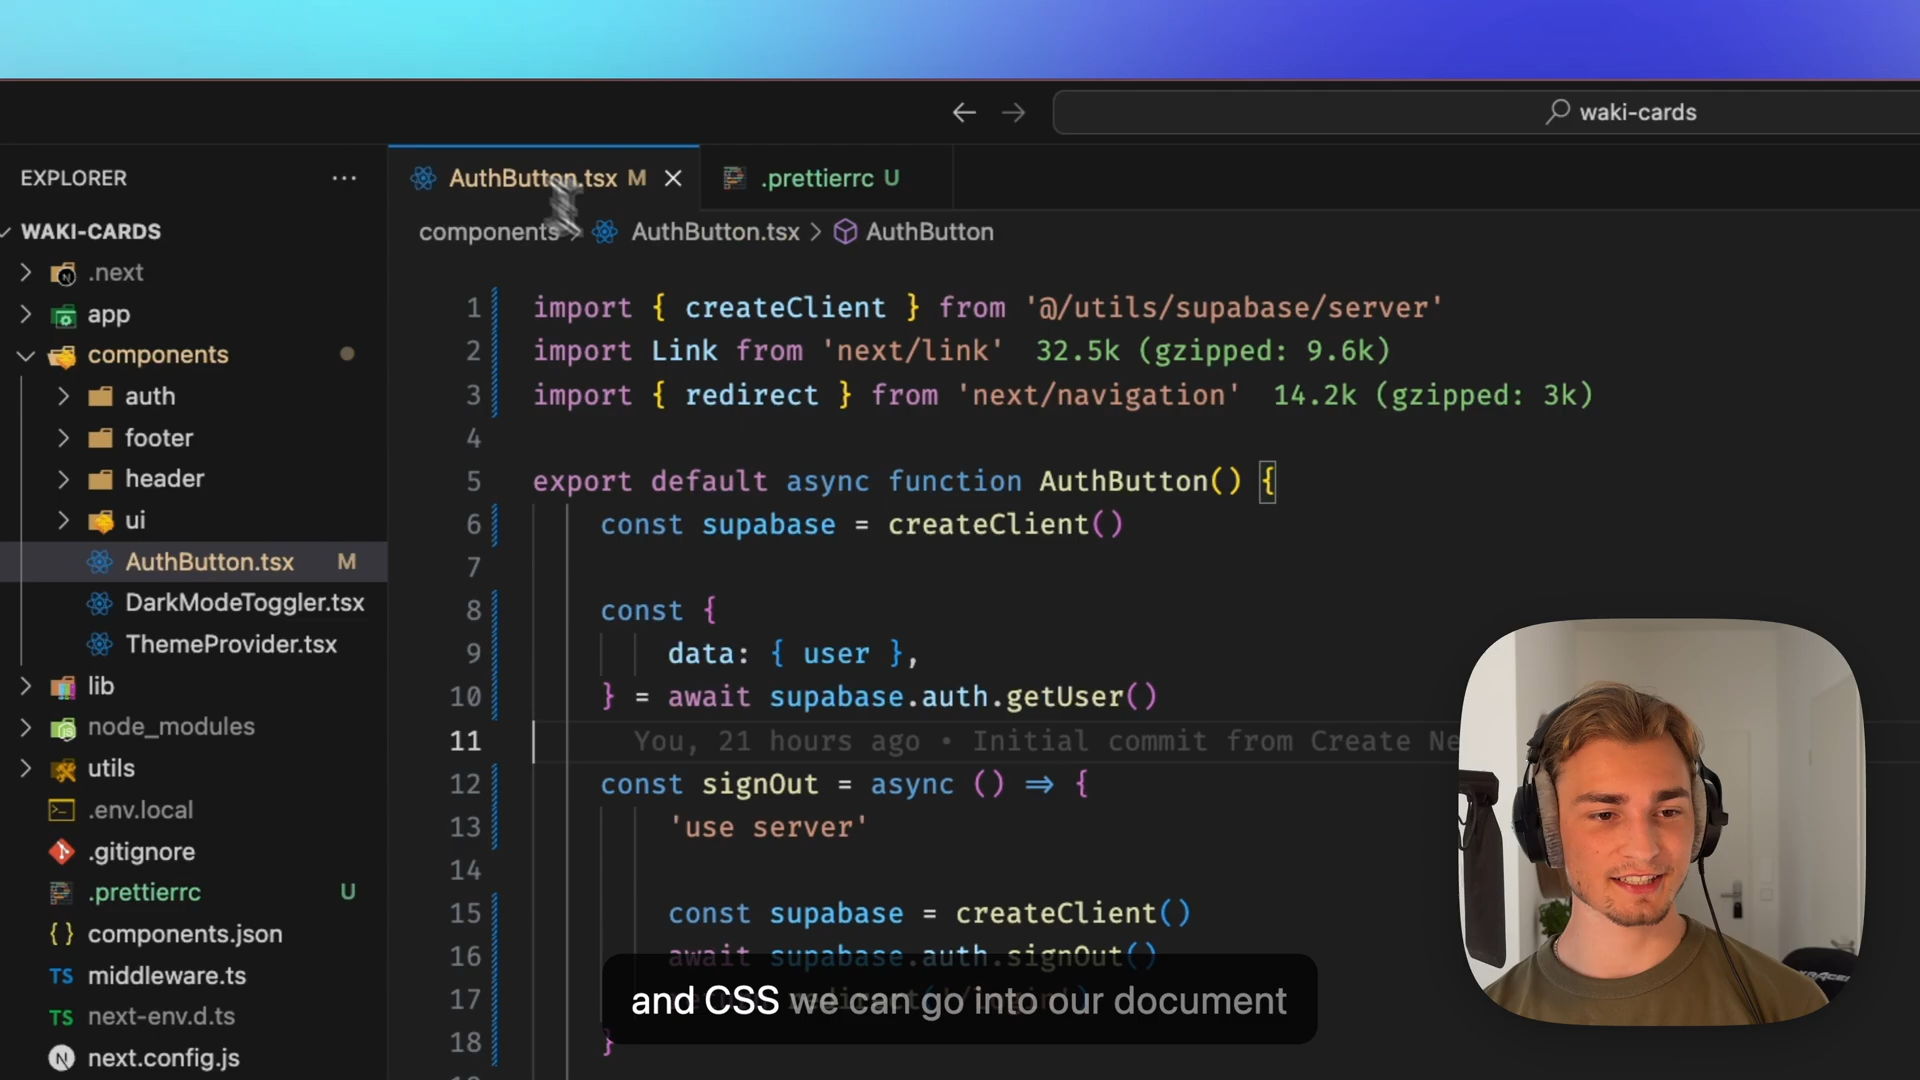 waki-cards
EXPLORER
AuthButton.tsx M
.prettierrc U
components > AuthButton.tsx > AuthButton
WAKI-CARDS
.next
app
components
auth
footer
header
ui
AuthButton.tsx M
DarkModeToggler.tsx
ThemeProvider.tsx
lib
node_modules
utils
.env.local
.gitignore
.prettierrc U
components.json
middleware.ts
next-env.d.ts
next.config.js
1 import { createClient } from '@/utils/supabase/server'
2 import Link from 'next/link' 32.5k (gzipped: 9.6k)
3 import { redirect } from 'next/navigation' 14.2k (gzipped: 3k)
4
5 export default async function AuthButton() {
6 const supabase = createClient()
7
8 const {
9 data: { user },
10 } = await supabase.auth.getUser()
11 You, 21 hours ago • Initial commit from Create Ne
12 const signOut = async () => {
13 'use server'
14
15 const supabase = createClient()
16 await supabase.auth.signOut()
17
18 }
and CSS we can go into our document